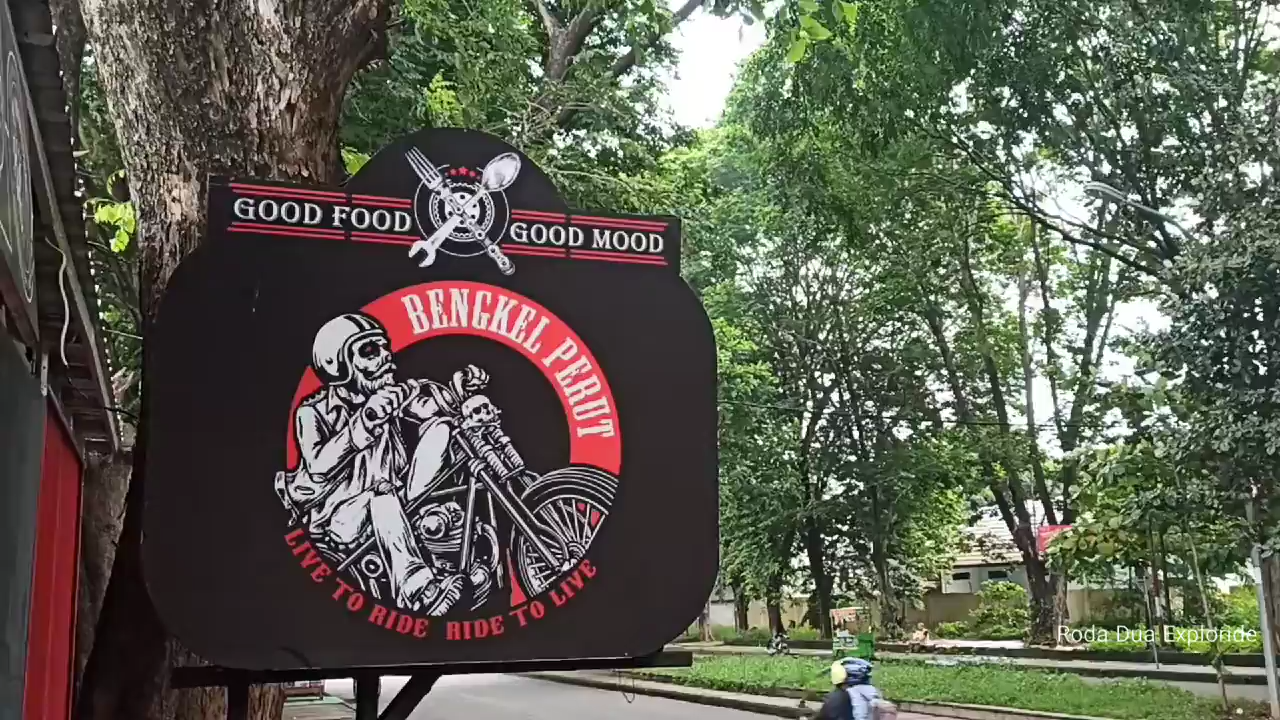 GOOD FOOD GOOD MOOD
BENGKEL PERUT
LIVE TO RIDE RIDE TO LIVE
Roda Dua Exploride